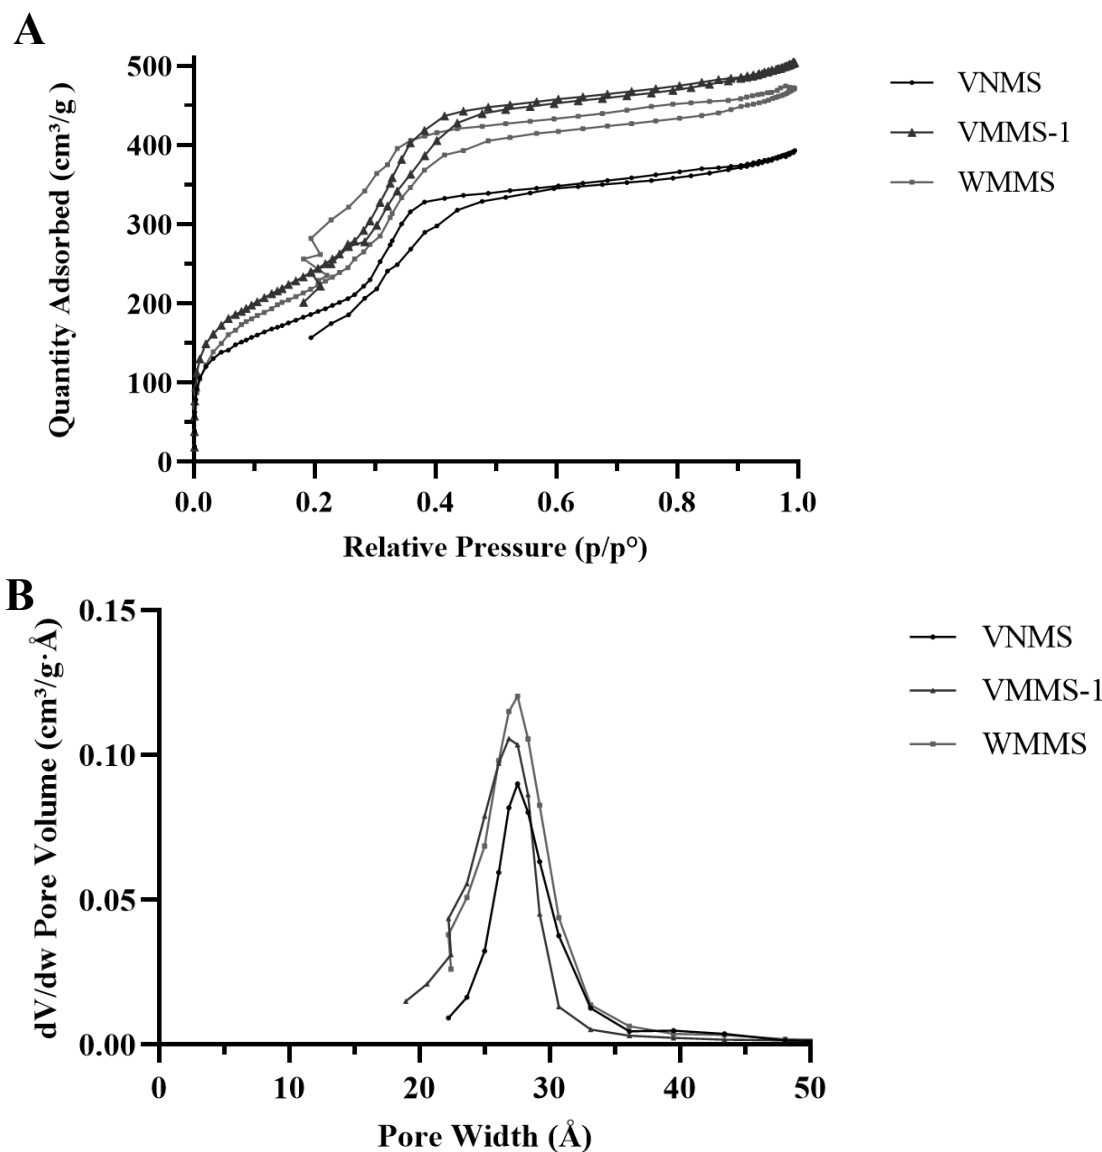 A
Quantity Adsorbed (cm³/g )
500
400
300
200
100
0
0.0 0.2 0.4 0.6 0.8 1.0
Relative Pressure (p/p°)
VNMS
VMMS-1
WMMS
B
dV/dw Pore Volume (cm³/g·Å)
0.15
0.10
0.05
0.00
0 10 20 30 40 50
Pore Width (Å)
VNMS
VMMS-1
WMMS